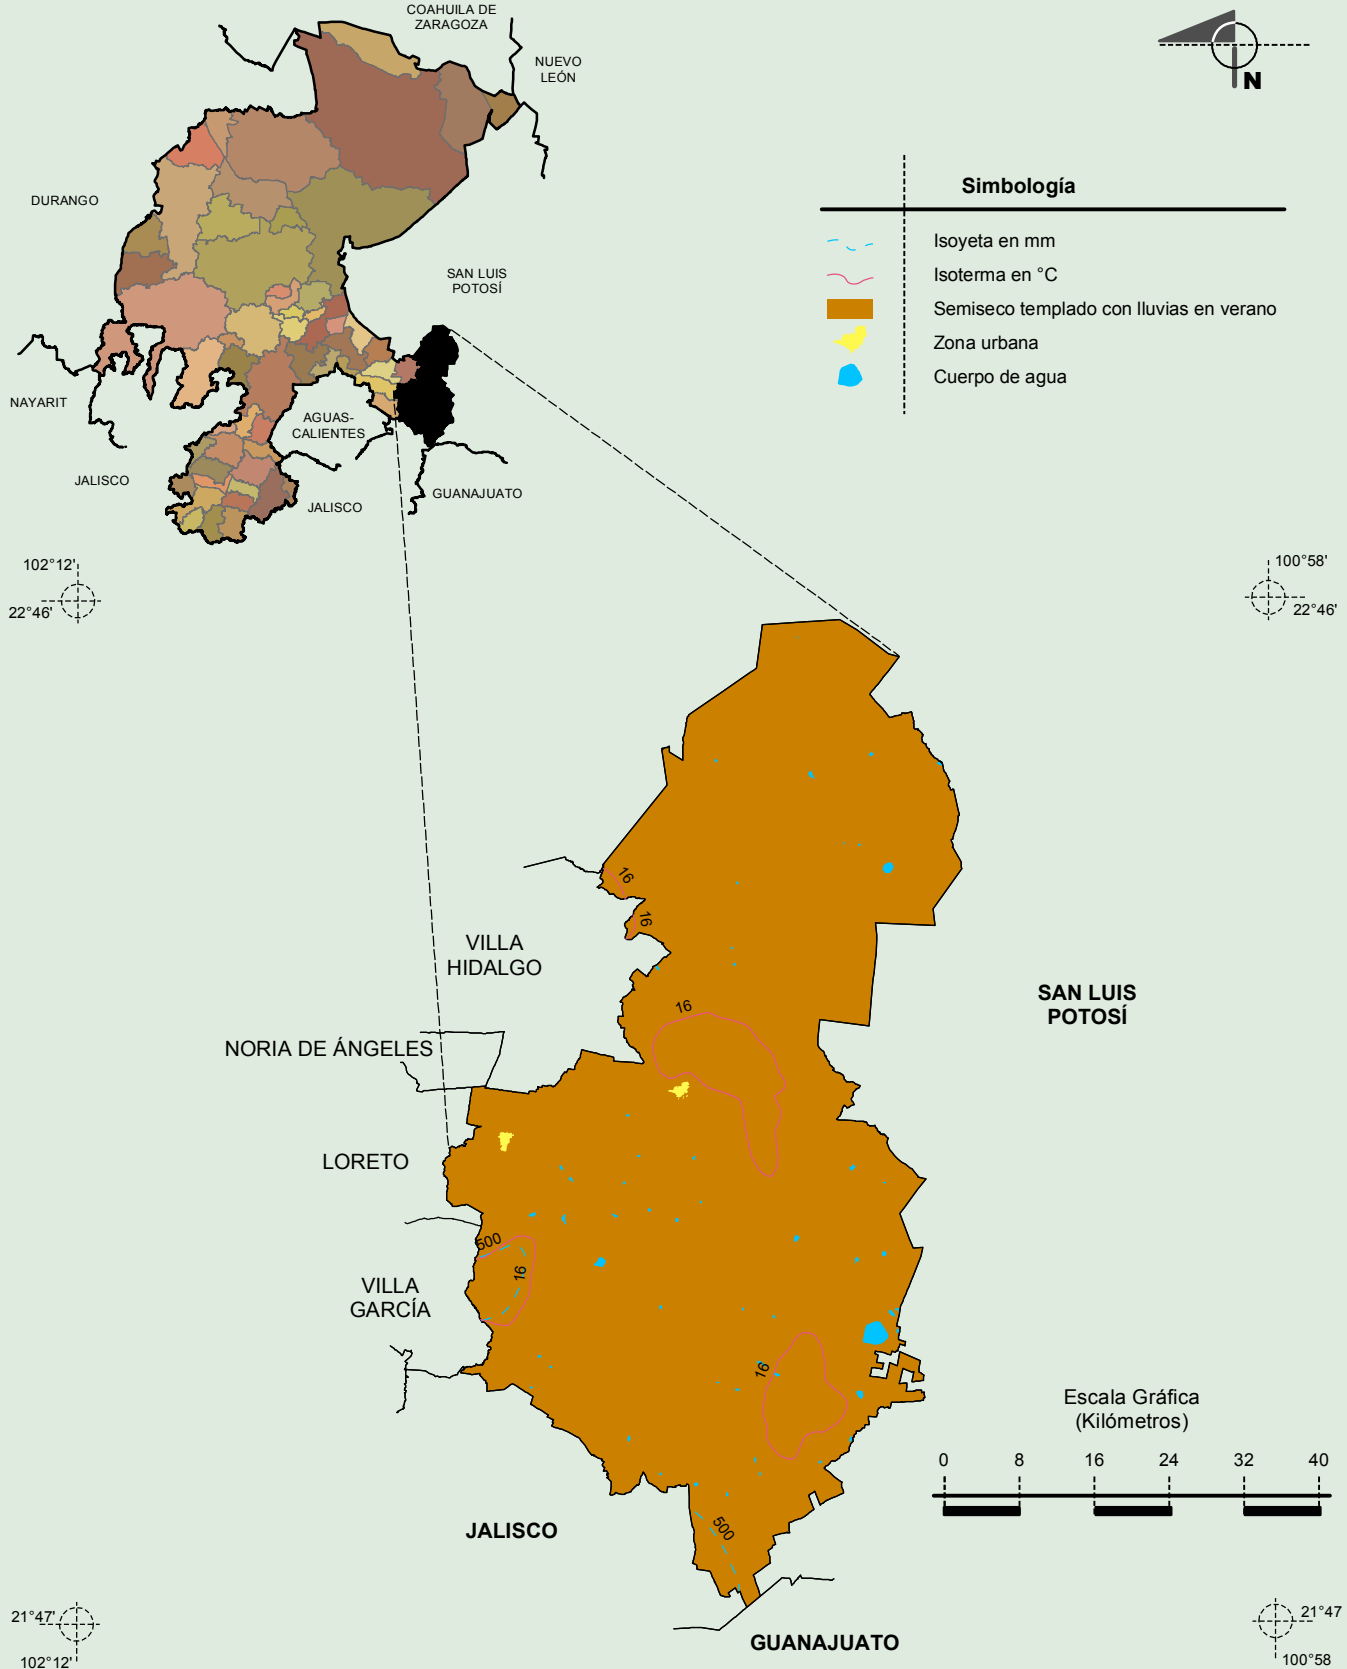 COAHUILA DE
ZARAGOZA
NUEVO
LEÓN
N
DURANGO
SAN LUIS
POTOSÍ
NAYARIT
AGUAS-
CALIENTES
JALISCO
JALISCO
GUANAJUATO
Simbología
Isoyeta en mm
Isoterma en °C
Semiseco templado con lluvias en verano
Zona urbana
Cuerpo de agua
102°12'
22°46'
100°58'
22°46'
16
16
VILLA
HIDALGO
16
SAN LUIS
POTOSÍ
NORIA DE ÁNGELES
LORETO
500
16
VILLA
GARCÍA
16
Escala Gráfica
(Kilómetros)
0 8 16 24 32 40
JALISCO
500
21°47'
102°12'
GUANAJUATO
21°47
100°58